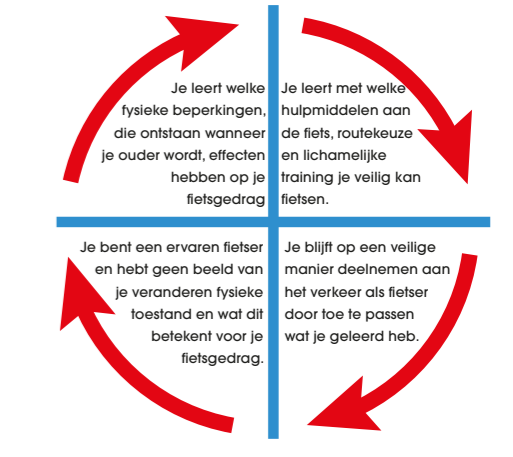 Je leert welke
fysieke beperkingen,
die ontstaan wanneer
je ouder wordt, effecten
hebben op je
fietsgedrag
Je leert met welke
hulpmiddelen aan
de fiets, routekeuze
en lichamelijke
training je veilig kan
fietsen.
Je bent een ervaren fietser
en hebt geen beeld van
je veranderen fysieke
toestand en wat dit
betekent voor je
fietsgedrag.
Je blijft op een veilige
manier deelnemen aan
het verkeer als fietser
door toe te passen
wat je geleerd heb.